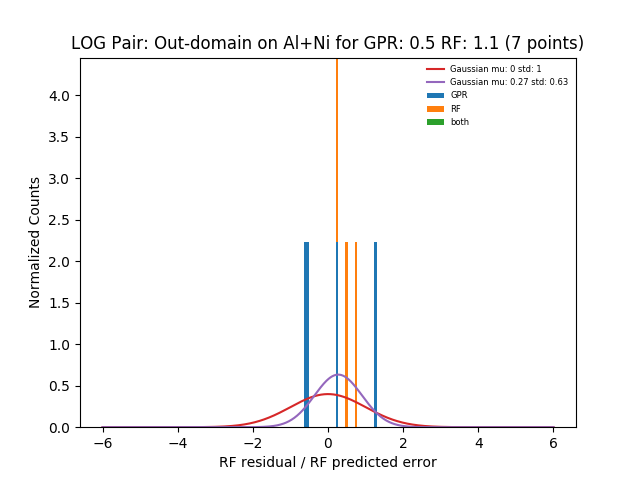 LOG Pair: Out-domain on Al+Ni for GPR: 0.5 RF: 1.1 (7 points)
Gaussian mu: 0 std: 1
Gaussian mu: 0.27 std: 0.63
GPR
RF
both
Normalized Counts
4.0
3.5
3.0
2.5
2.0
1.5
1.0
0.5
0.0
−6 −4 −2 0 2 4 6
RF residual / RF predicted error